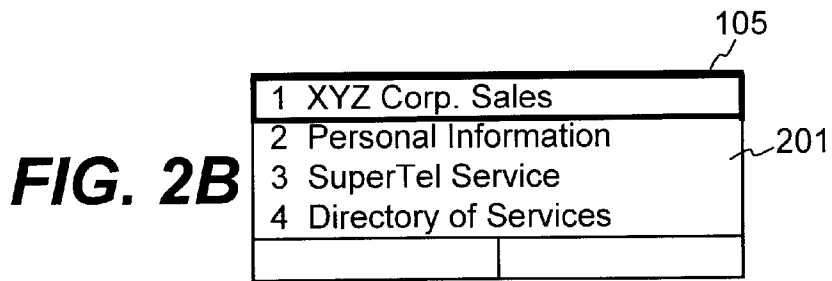 105
1 XYZ Corp. Sales
2 Personal Information
201
3 SuperTel Service
FIG. 2B
4 Directory of Services